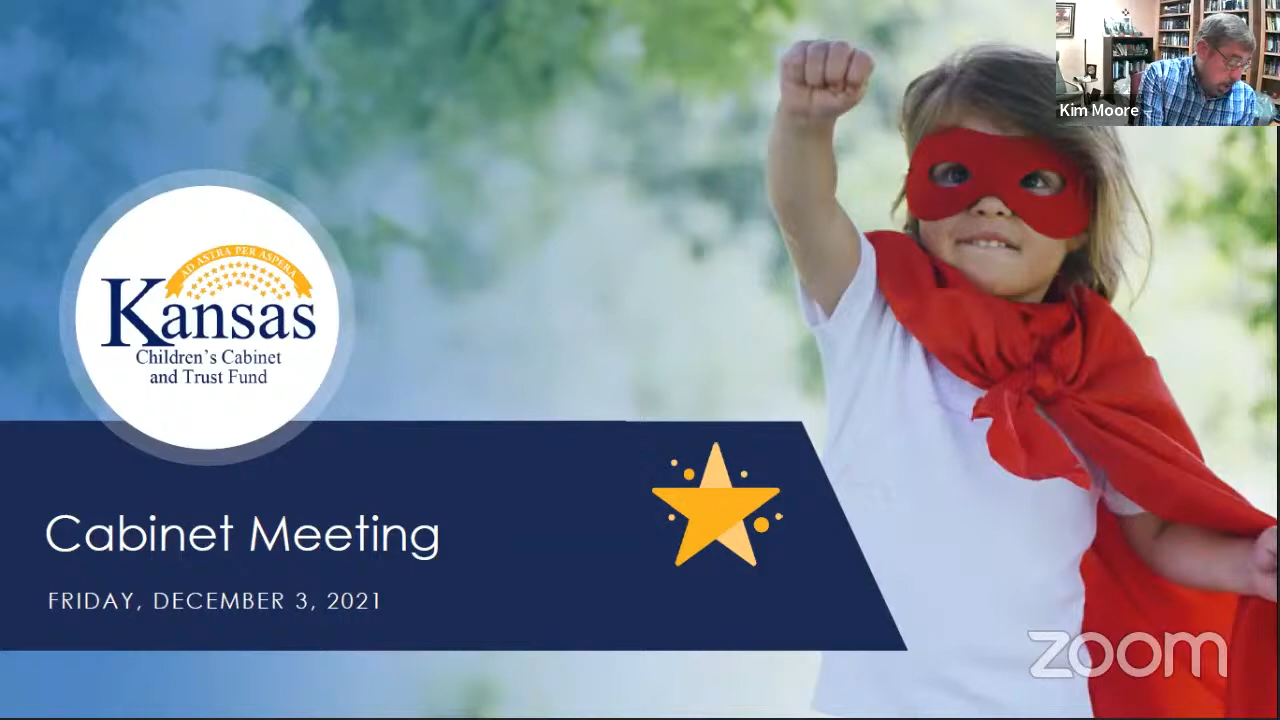 Kim Moore
AD ASTRA PER ASPERA
Kansas
Children's Cabinet
and Trust Fund
Cabinet Meeting
FRIDAY, DECEMBER 3, 2021
zoom